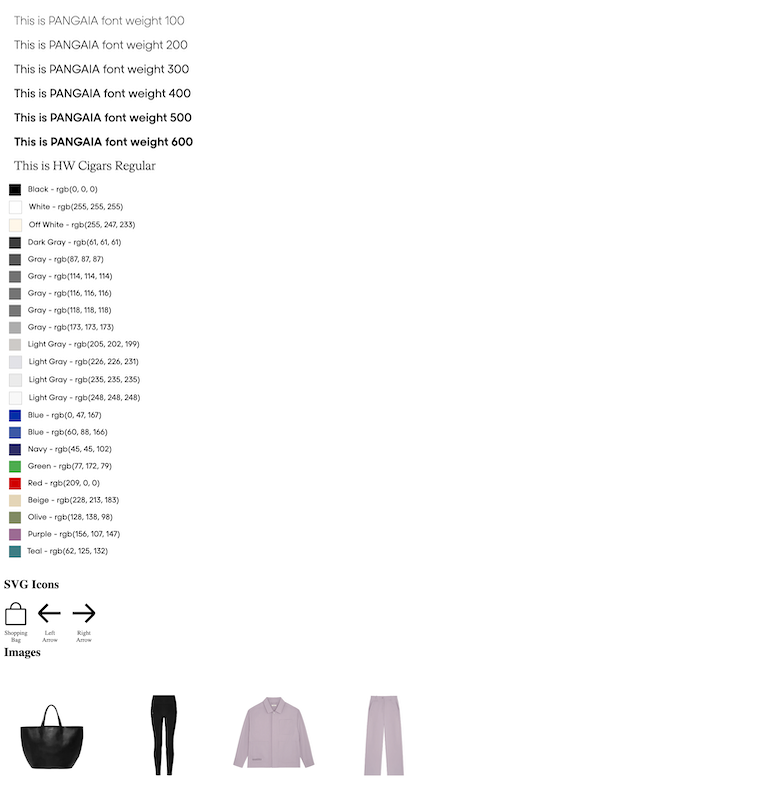 This is PANGAIA font weight 100
This is PANGAIA font weight 200
This is PANGAIA font weight 300
This is PANGAIA font weight 400
This is PANGAIA font weight 500
This is PANGAIA font weight 600
This is HW Cigars Regular
Black - rgb(0, 0, 0)
White - rgb(255, 255, 255)
Off White - rgb(255, 247, 233)
Dark Gray - rgb(61, 61, 61)
Gray - rgb(87, 87, 87)
Gray - rgb(114, 114, 114)
Gray - rgb(116, 116, 116)
Gray - rgb(118, 118, 118)
Gray - rgb(173, 173, 173)
Light Gray - rgb(205, 202, 199)
Light Gray - rgb(226, 226, 231)
Light Gray - rgb(235, 235, 235)
Light Gray - rgb(248, 248, 248)
Blue - rgb(0, 47, 167)
Blue - rgb(60, 88, 166)
Navy - rgb(45, 45, 102)
Green - rgb(77, 172, 79)
Red - rgb(209, 0, 0)
Beige - rgb(228, 213, 183)
Olive - rgb(128, 138, 98)
Purple - rgb(156, 107, 147)
Teal - rgb(62, 125, 132)
SVG Icons
Shopping
Bag
Left
Arrow
Right
Arrow
Images